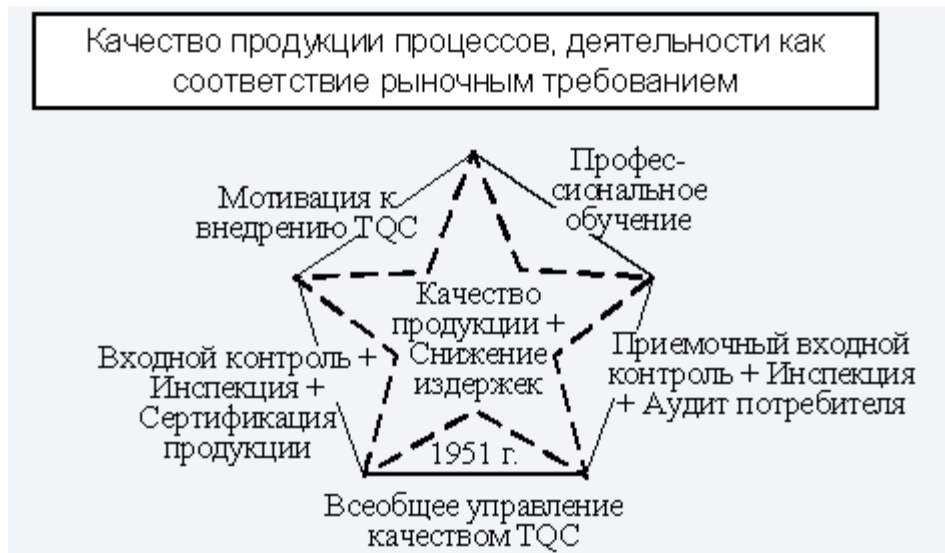 Качество продукции процессов, деятельности как
соответствие рыночным требованием
Мотивация к
внедрению TQC
Профес-
сиональное
обучение
Качество
продукции +
Снижение
издержек
Входной контроль +
Инспекция +
Сертификация
продукции
Приемочный входной
контроль + Инспекция
+ Аудит потребителя
1951 г.
Всеобщее управление
качеством TQC